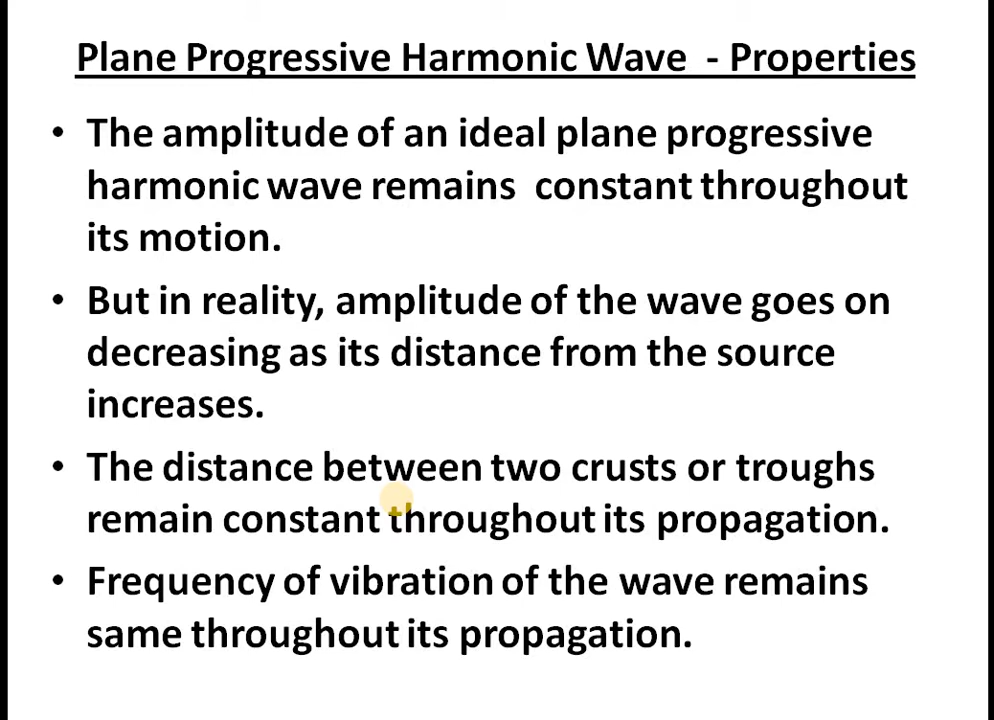 Plane Progressive Harmonic Wave - Properties
• The amplitude of an ideal plane progressive
harmonic wave remains constant throughout
its motion.
• But in reality, amplitude of the wave goes on
decreasing as its distance from the source
increases.
• The distance between two crusts or troughs
remain constant throughout its propagation.
• Frequency of vibration of the wave remains
same throughout its propagation.